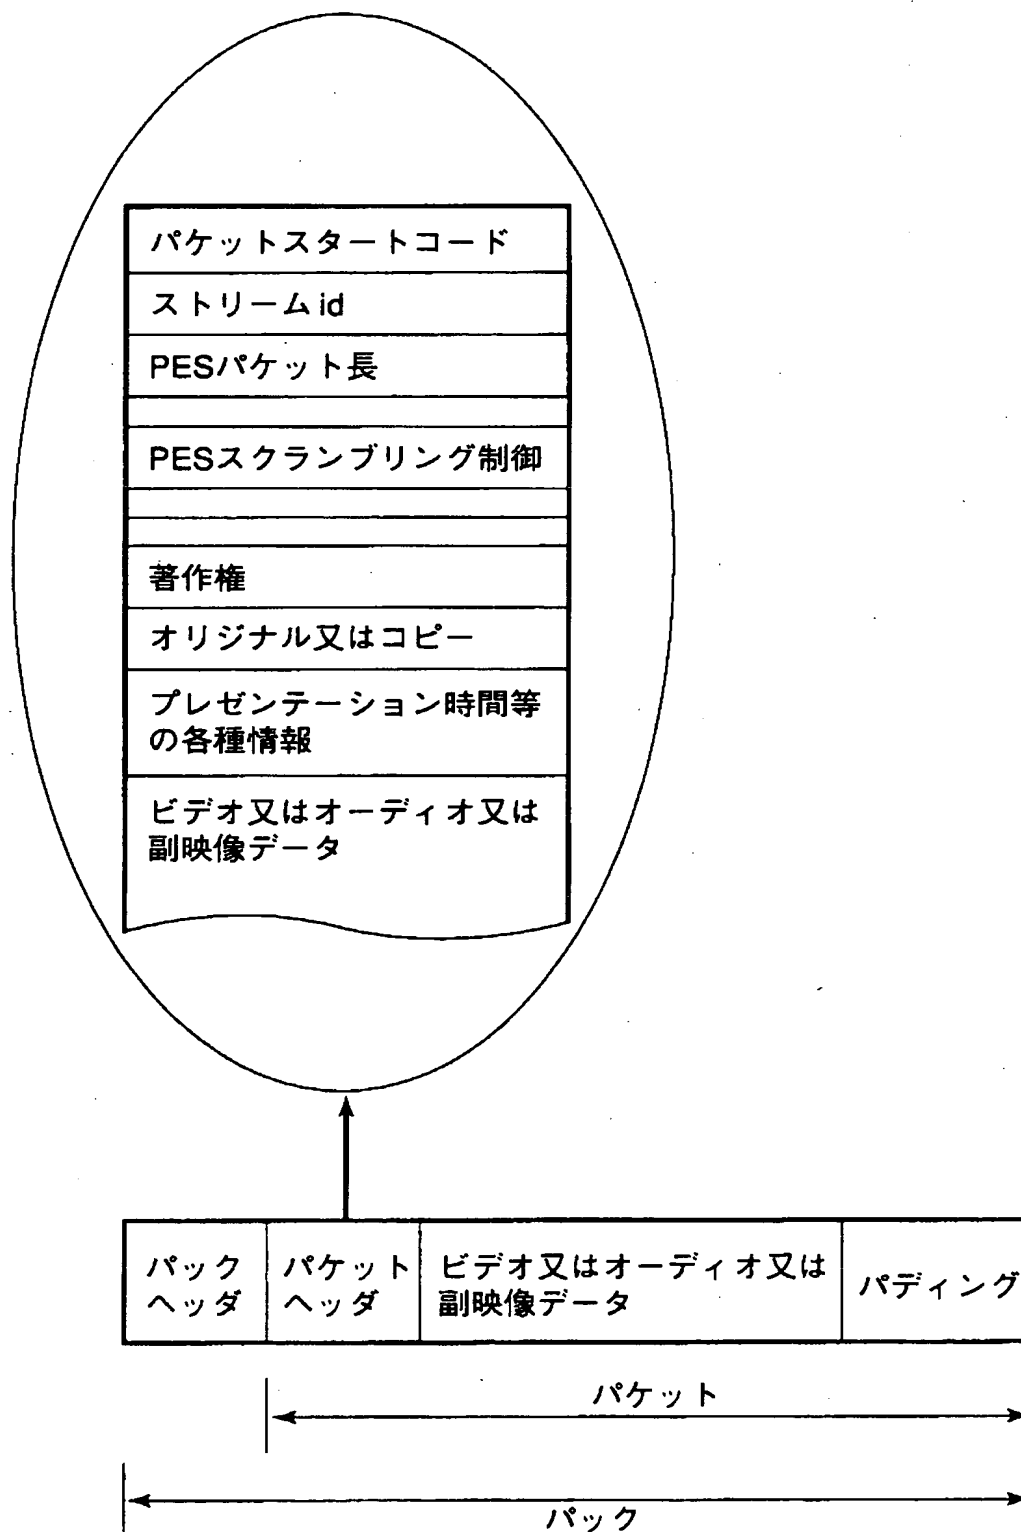 パケットスタートコード
ストリームid
PESパケット長
PESスクランブリング制御
著作権
オリジナル又はコピー
プレゼンテーション時間等
の各種情報
ビデオ又はオーディオ又は
副映像データ
パック
ヘッダ
パケット
ヘッダ
ビデオ又はオーディオ又は
副映像データ
パディング
パケット
パック